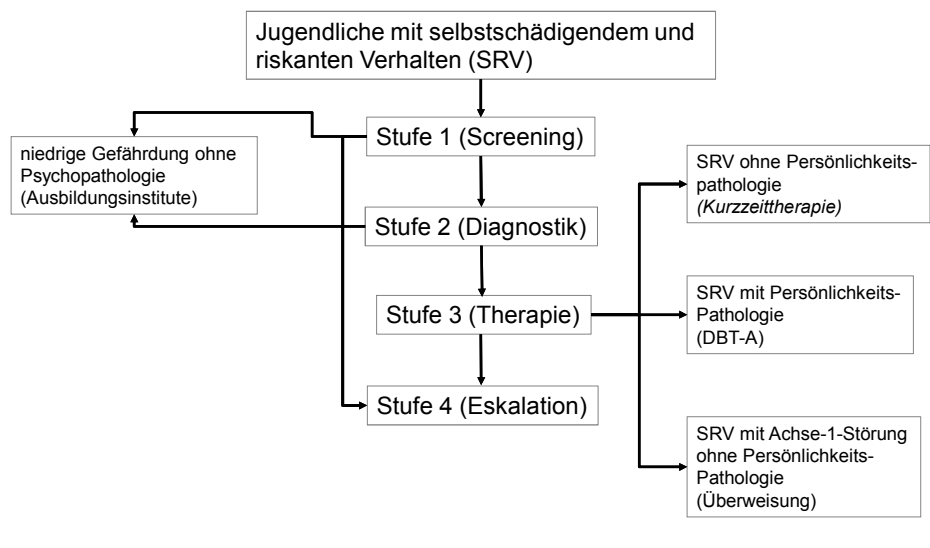 Jugendliche mit selbstschädigendem und
riskanten Verhalten (SRV)
Stufe 1 (Screening)
niedrige Gefährdung ohne
Psychopathologie
(Ausbildungsinstitute)
Stufe 2 (Diagnostik)
Stufe 3 (Therapie)
Stufe 4 (Eskalation)
SRV ohne Persönlichkeits-
pathologie
(Kurzzeittherapie)
SRV mit Persönlichkeits-
Pathologie
(DBT-A)
SRV mit Achse-1-Störung
ohne Persönlichkeits-
Pathologie
(Überweisung)